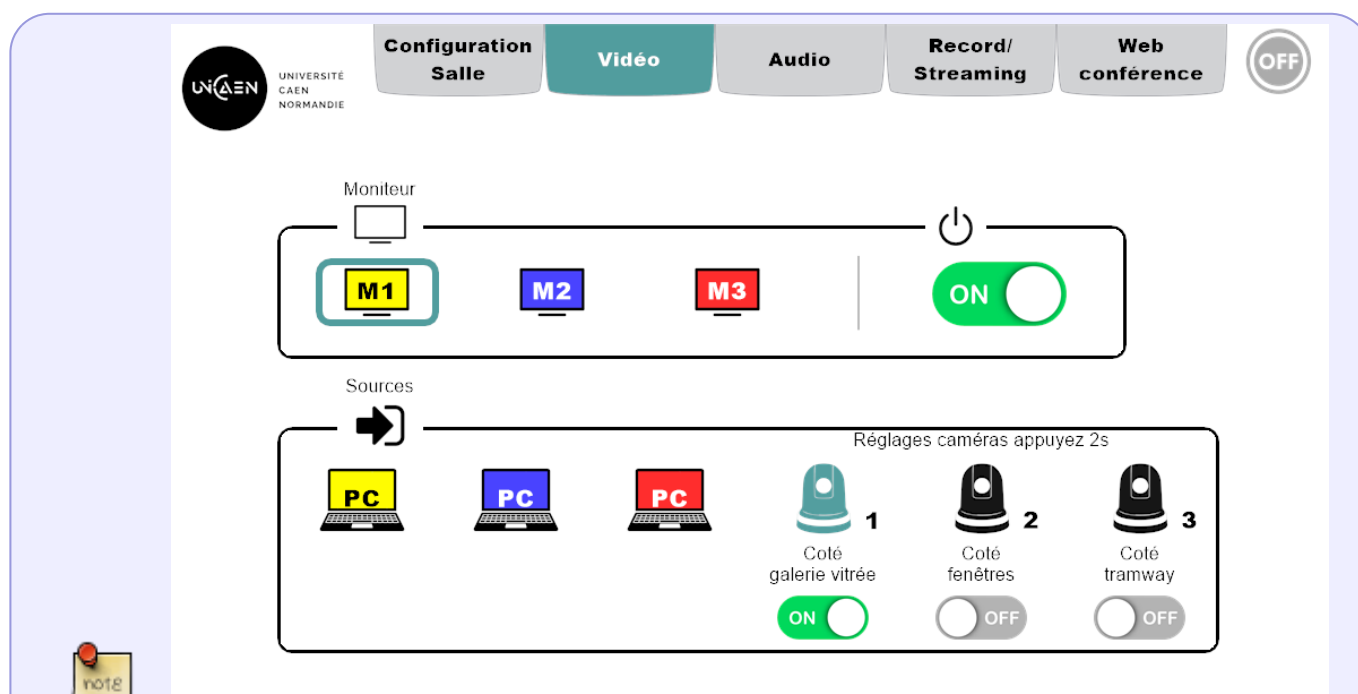 Configuration
Salle
Vidéo
Audio
Record/
Streaming
Web
conférence
OFF
UNICAEN
UNIVERSITÉ
CAEN
NORMANDIE
Moniteur
M1
M2
M3
ON
Sources
Réglages caméras appuyez 2s
PC
PC
PC
1
2
3
Coté
galerie vitrée
Coté
fenêtres
Coté
tramway
ON
OFF
OFF
note